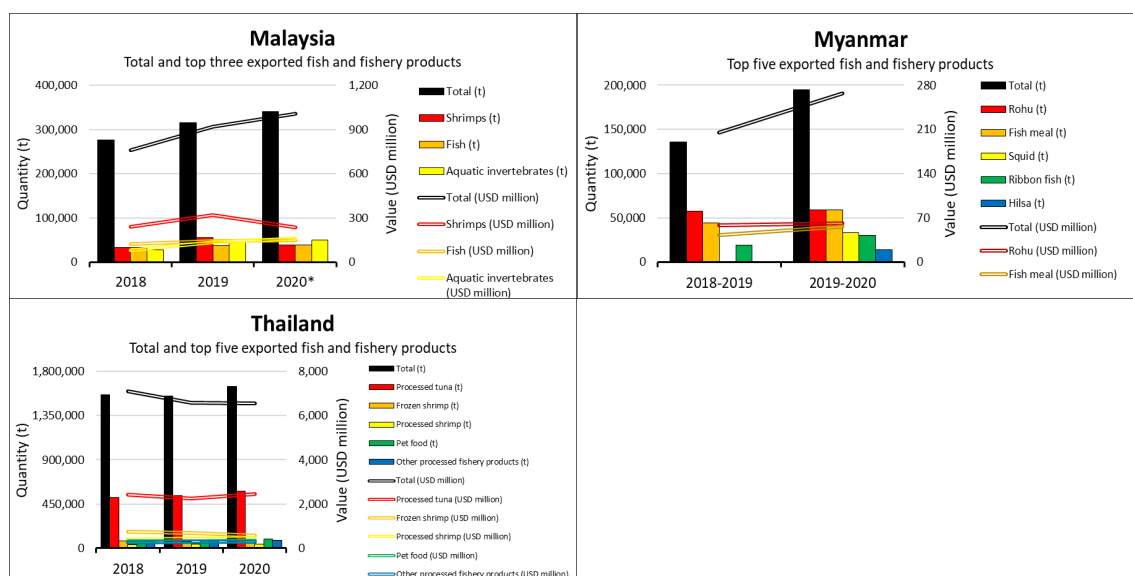 Malaysia
Total and top three exported fish and fishery products
Quantity (t)
400,000
300,000
200,000
100,000
0
2018
2019
2020*
1,200
900
600
300
0
Value (USD million)
Total (t)
Shrimps (t)
Fish (t)
Aquatic invertebrates (t)
Total (USD million)
Shrimps (USD million)
Fish (USD million)
Aquatic invertebrates
(USD million)
Myanmar
Top five exported fish and fishery products
Quantity (t)
200,000
150,000
100,000
50,000
0
2018-2019
2019-2020
280
210
140
70
0
Value (USD million)
Total (t)
Rohu (t)
Fish meal (t)
Squid (t)
Ribbon fish (t)
Hilsa (t)
Total (USD million)
Rohu (USD million)
Fish meal (USD million)
Thailand
Total and top five exported fish and fishery products
Quantity (t)
1,800,000
1,350,000
900,000
450,000
0
2018
2019
2020
8,000
6,000
4,000
2,000
0
Value (USD million)
Total (t)
Processed tuna (t)
Frozen shrimp (t)
Processed shrimp (t)
Pet food (t)
Other processed fishery products (t)
Total (USD million)
Processed tuna (USD million)
Frozen shrimp (USD million)
Processed shrimp (USD million)
Pet food (USD million)
Other processed fishery products (USD million)